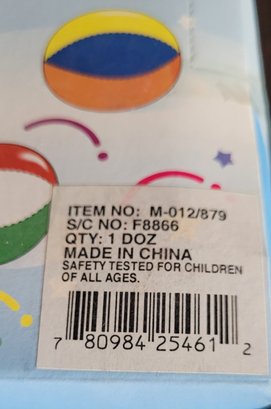 ITEM NO: M-012/879
S/C NO: F8866
QTY: 1 DOZ
MADE IN CHINA
SAFETY TESTED FOR CHILDREN
OF ALL AGES.
7 80984 25461 2